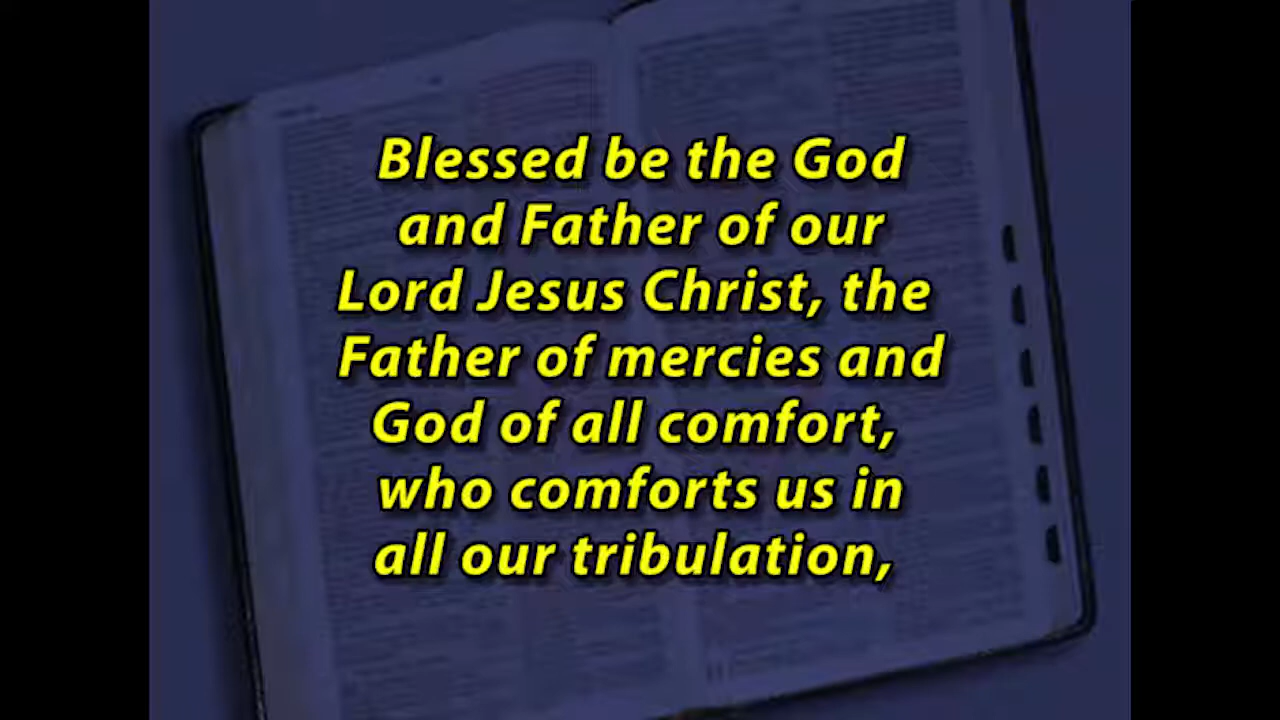 Blessed be the God
and Father of our
Lord Jesus Christ, the
Father of mercies and
God of all comfort,
who comforts us in
all our tribulation,